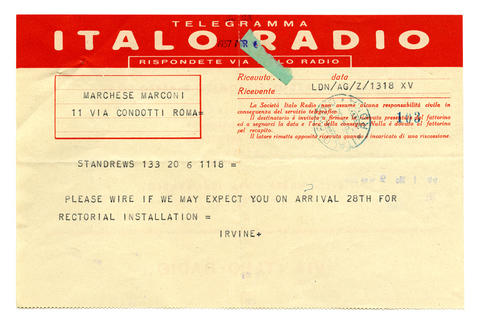 TELEGRAMMA
ITALO RADIO
RISPONDETE VIA ITALO RADIO
MARCHESE MARCONI
11 VIA CONDOTTI ROMA=
Ricevuto. il data
Ricevente LDN/AG/Z/1318 XV
La Società Italo Radio non assume alcuna responsabilità civile in
conseguenza del servizio telegrafico.
Il destinatario è invitato a firmare la ricevuta dal fattorino
ed a segnarci la data e l'ora della consegna. Nulla è dovuto al fattorino
pel recapito.
Il latore rimetta apposita ricevuta quando è incaricato di una riscossione.
STANDREWS 133 20 6 1118 =
PLEASE WIRE IF WE MAY EXPECT YOU ON ARRIVAL 28TH FOR
RECTORIAL INSTALLATION =
IRVINE+